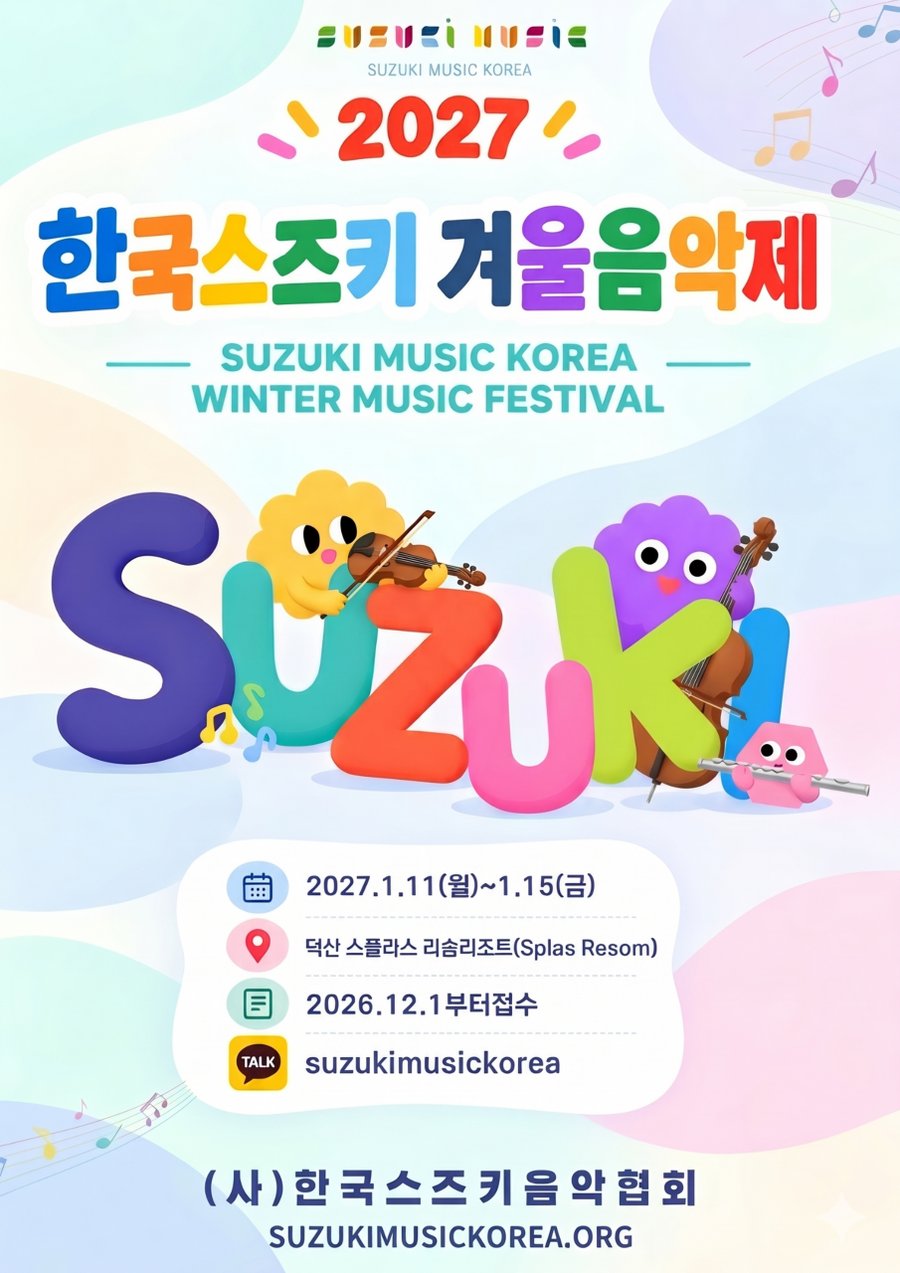 SUZUKI MUSIC
SUZUKI MUSIC KOREA
2027
한국스즈키 겨울음악제
SUZUKI MUSIC KOREA
WINTER MUSIC FESTIVAL
SUZUKI
2027.1.11(월)~1.15(금)
덕산 스플라스 리솜리조트(Splas Resom)
2026.12.1부터접수
TALK
suzukimusickorea
(사)한국스즈키음악협회
SUZUKIMUSICKOREA.ORG